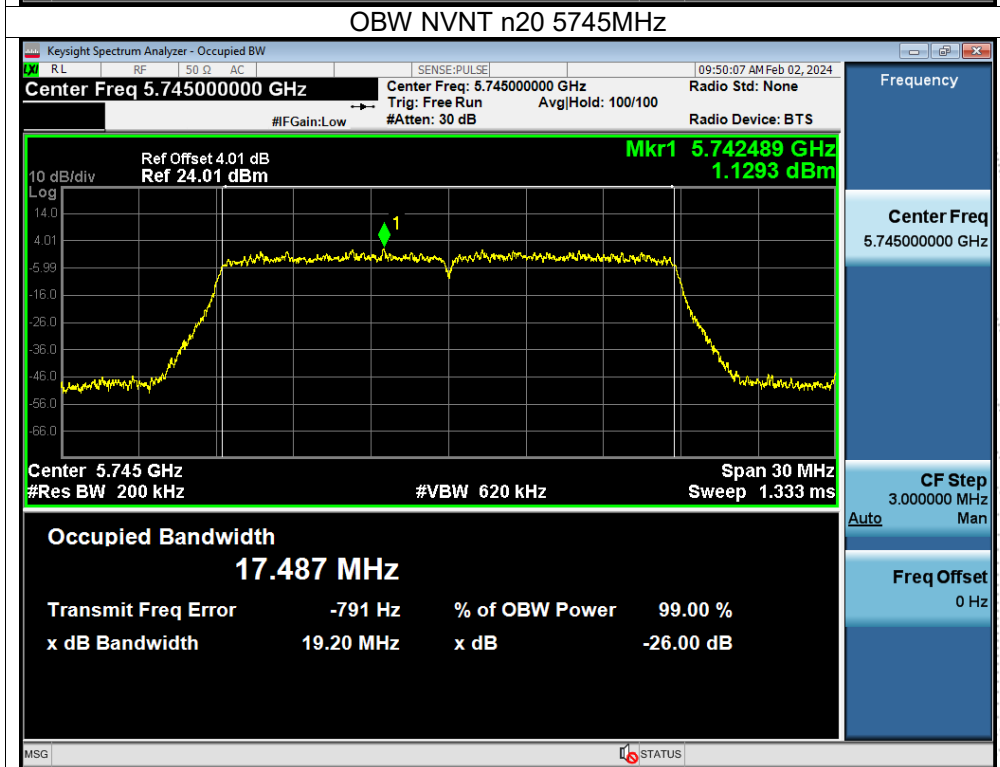 OBW NVNT n20 5745MHz
Keysight Spectrum Analyzer - Occupied BW
LXI RL RF 50 Ω AC SENSE:PULSE 09:50:07 AM Feb 02, 2024
Center Freq 5.745000000 GHz
Center Freq: 5.745000000 GHz
Radio Std: None
Trig: Free Run Avg|Hold: 100/100
#IFGain:Low
#Atten: 30 dB
Radio Device: BTS
Frequency
Mkr1 5.742489 GHz
1.1293 dBm
Ref Offset 4.01 dB
10 dB/div Ref 24.01 dBm
Log
14.0
4.01
-5.99
-16.0
-26.0
-36.0
-46.0
-56.0
-66.0
1
Center 5.745 GHz
Span 30 MHz
#Res BW 200 kHz
#VBW 620 kHz
Sweep 1.333 ms
Center Freq
5.745000000 GHz
CF Step
3.000000 MHz
Auto Man
Freq Offset
0 Hz
Occupied Bandwidth
17.487 MHz
Transmit Freq Error -791 Hz % of OBW Power 99.00 %
x dB Bandwidth 19.20 MHz x dB -26.00 dB
MSG
STATUS